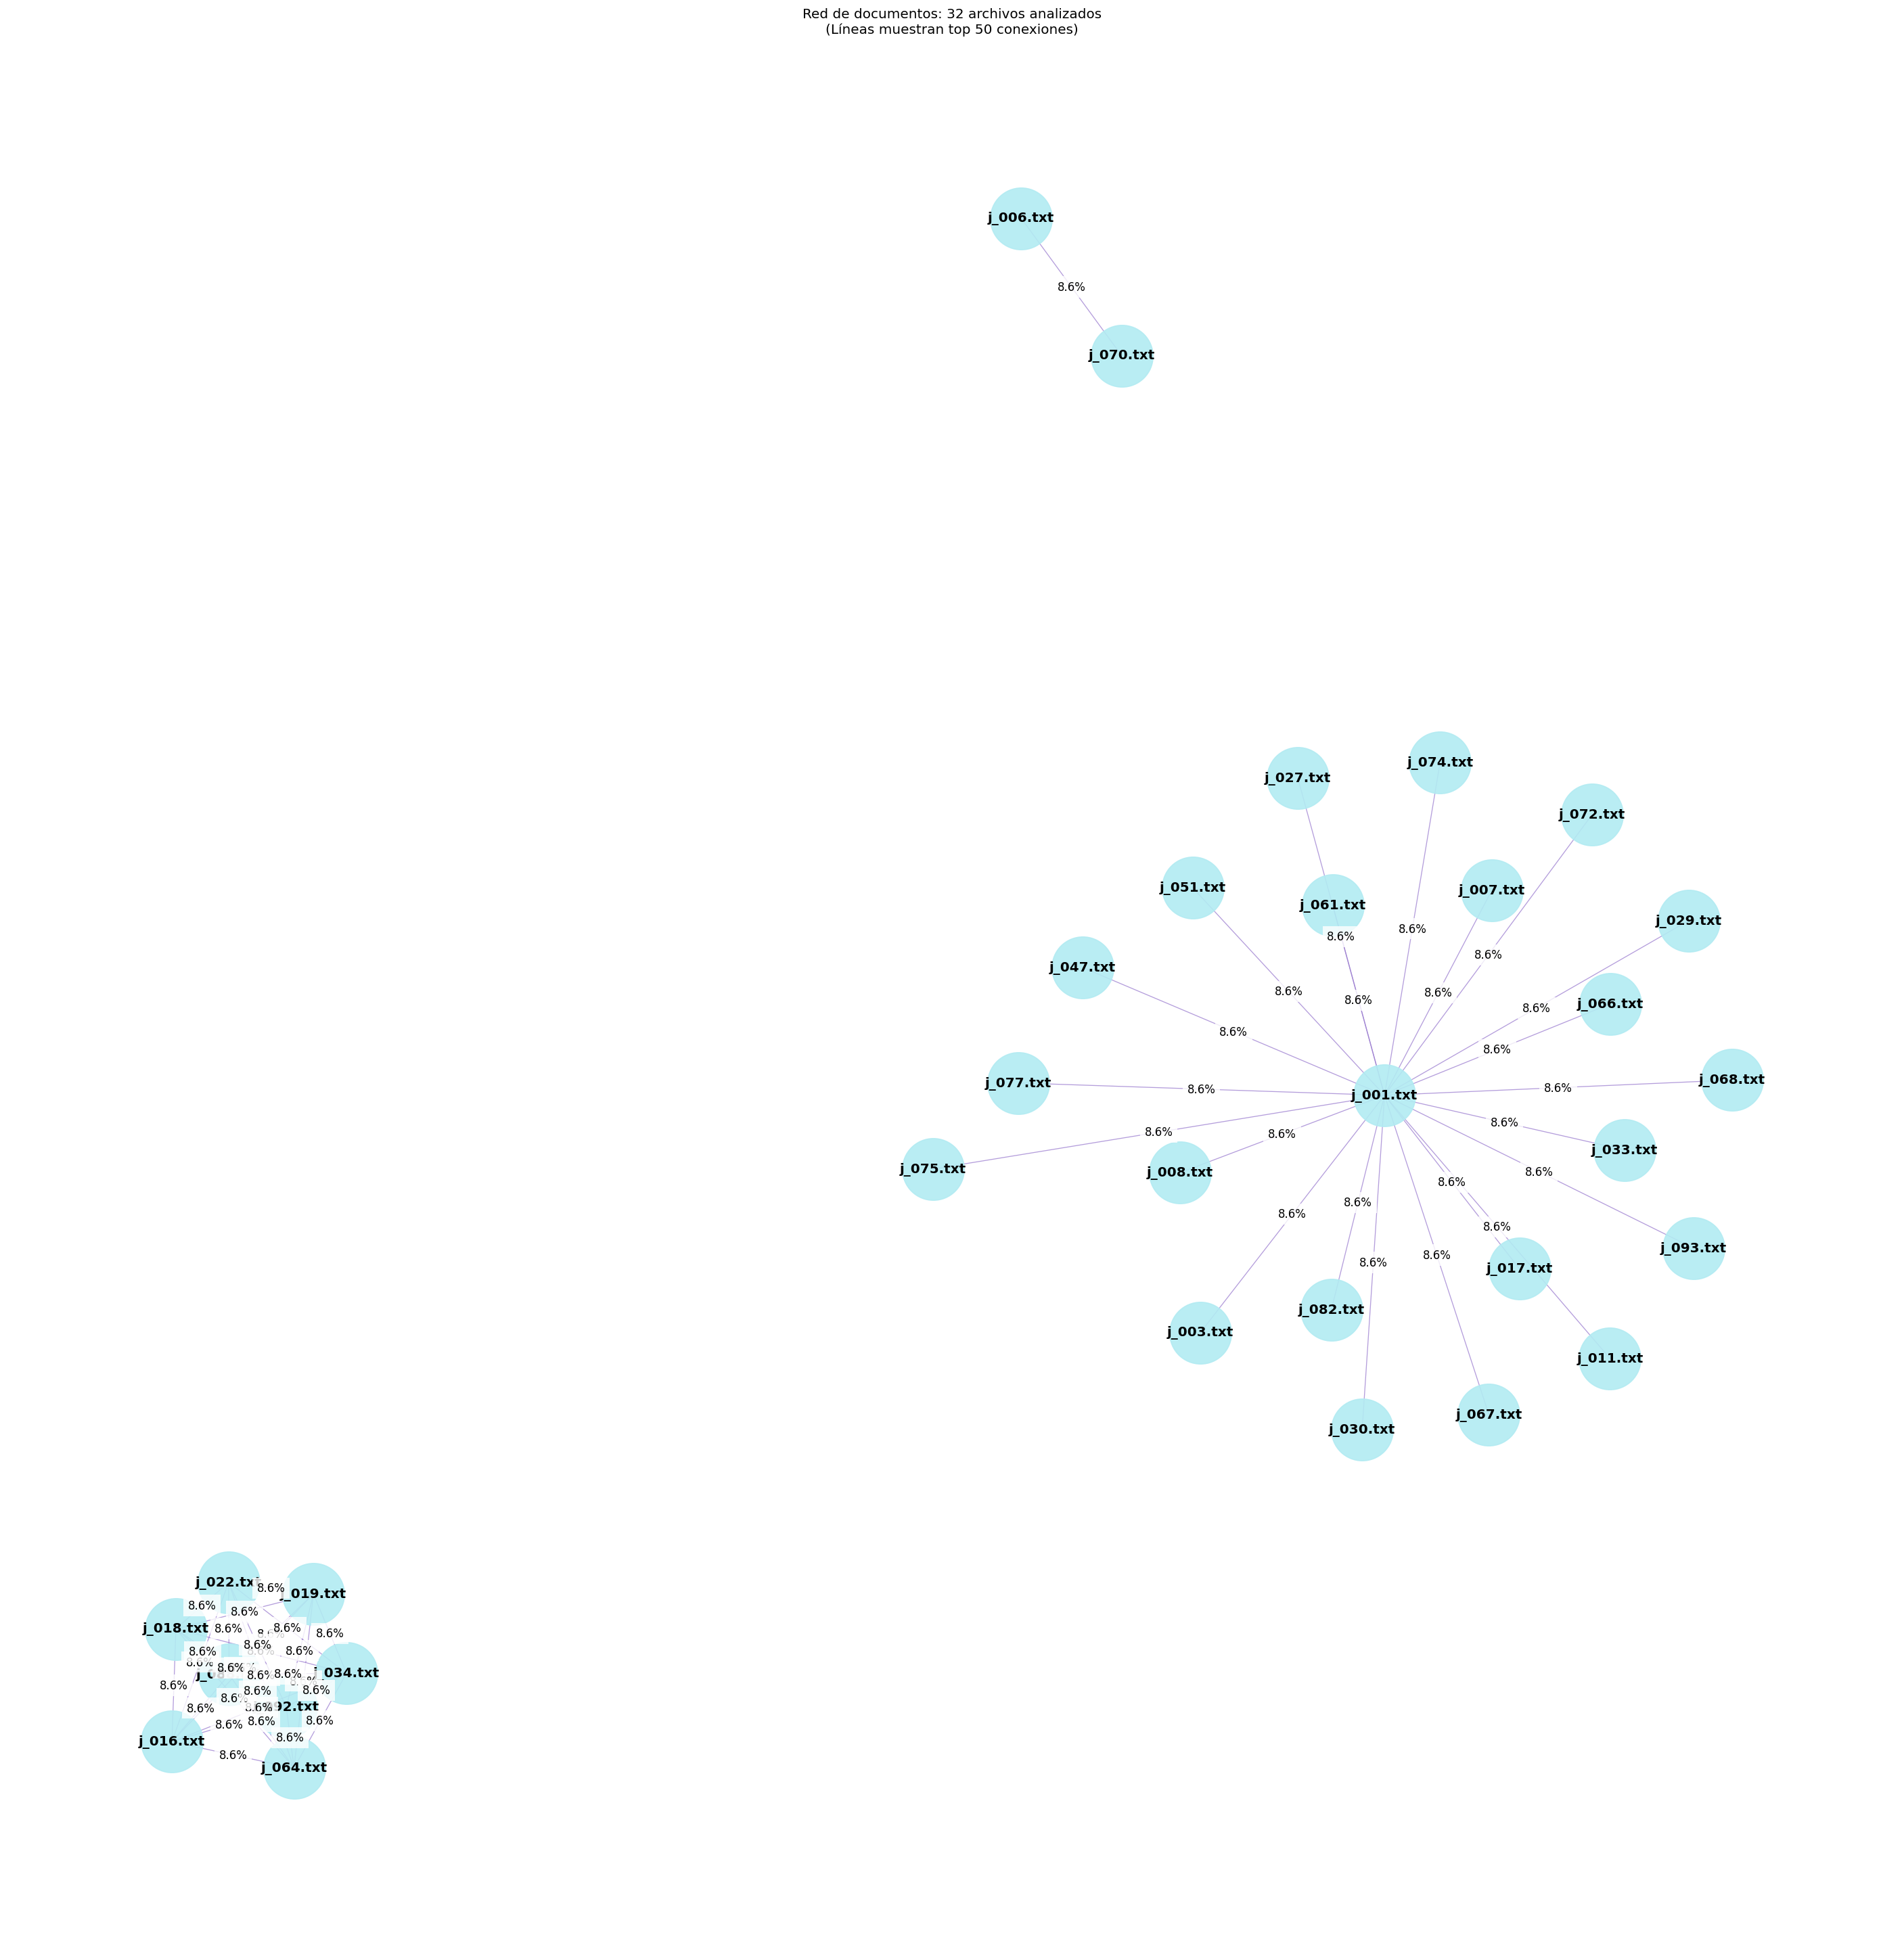 Red de documentos: 32 archivos analizados
(Líneas muestran top 50 conexiones)
j_006.txt
8.6%
j_070.txt
j_074.txt
j_027.txt
j_072.txt
j_051.txt
j_007.txt
j_061.txt
j_029.txt
8.6%
8.6%
8.6%
j_047.txt
8.6%
8.6%
8.6%
j_066.txt
8.6%
8.6%
8.6%
j_068.txt
j_077.txt
8.6%
8.6%
j_001.txt
8.6%
8.6%
8.6%
j_033.txt
j_075.txt
j_008.txt
8.6%
8.6%
8.6%
8.6%
8.6%
j_093.txt
8.6%
8.6%
j_017.txt
j_082.txt
j_003.txt
j_011.txt
j_067.txt
j_030.txt
j_022.txt
8.6%
_019.txt
8.6%
8.6%
j_018.txt
8.6%
8.6%
8.6%
8.6%
8.6%
8.6%
8.6%
8.6%
8.6%
8.6%
_034.txt
8.6%
8.6%
8.6%
8.6%
8.6%
92.txt
8.6%
8.6%
8.6%
8.6%
8.6%
8.6%
j_016.txt
8.6%
8.6%
j_064.txt